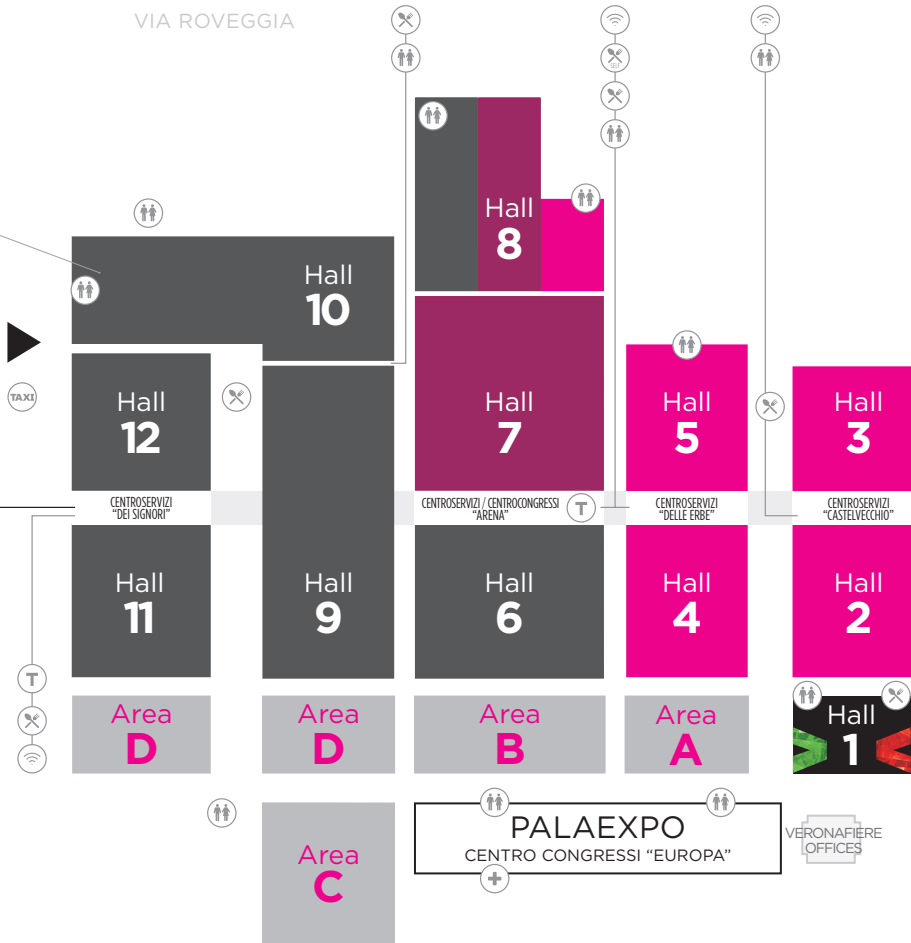 VIA ROVEGGIA
SELF
Hall
8
Hall
10
TAXI
Hall
12
Hall
7
Hall
5
Hall
3
CENTROSERVIZI
"DEI SIGNORI"
CENTROSERVIZI / CENTROCONGRESSI
"ARENA"
T
CENTROSERVIZI
"DELLE ERBE"
CENTROSERVIZI
"CASTELVECCHIO"
Hall
11
Hall
9
Hall
6
Hall
4
Hall
2
T
Area
D
Area
D
Area
B
Area
A
Hall
1
Area
C
PALAEXPO
CENTRO CONGRESSI “EUROPA”
VERONAFIERE
OFFICES